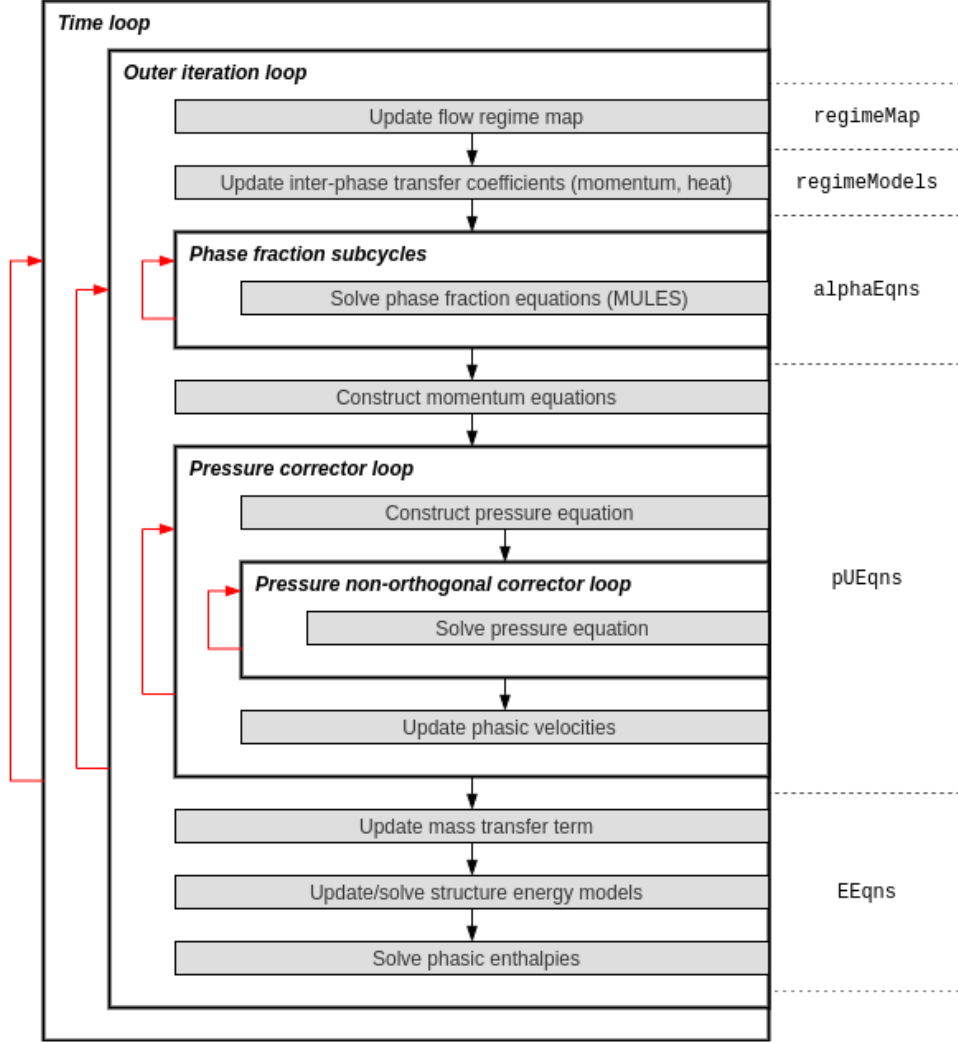 Time loop
Outer iteration loop
Update flow regime map
regimeMap
Update inter-phase transfer coefficients (momentum, heat)
regimeModels
Phase fraction subcycles
Solve phase fraction equations (MULES)
alphaEqns
Construct momentum equations
Pressure corrector loop
Construct pressure equation
Pressure non-orthogonal corrector loop
pUEqns
Solve pressure equation
Update phasic velocities
Update mass transfer term
Update/solve structure energy models
EEqns
Solve phasic enthalpies